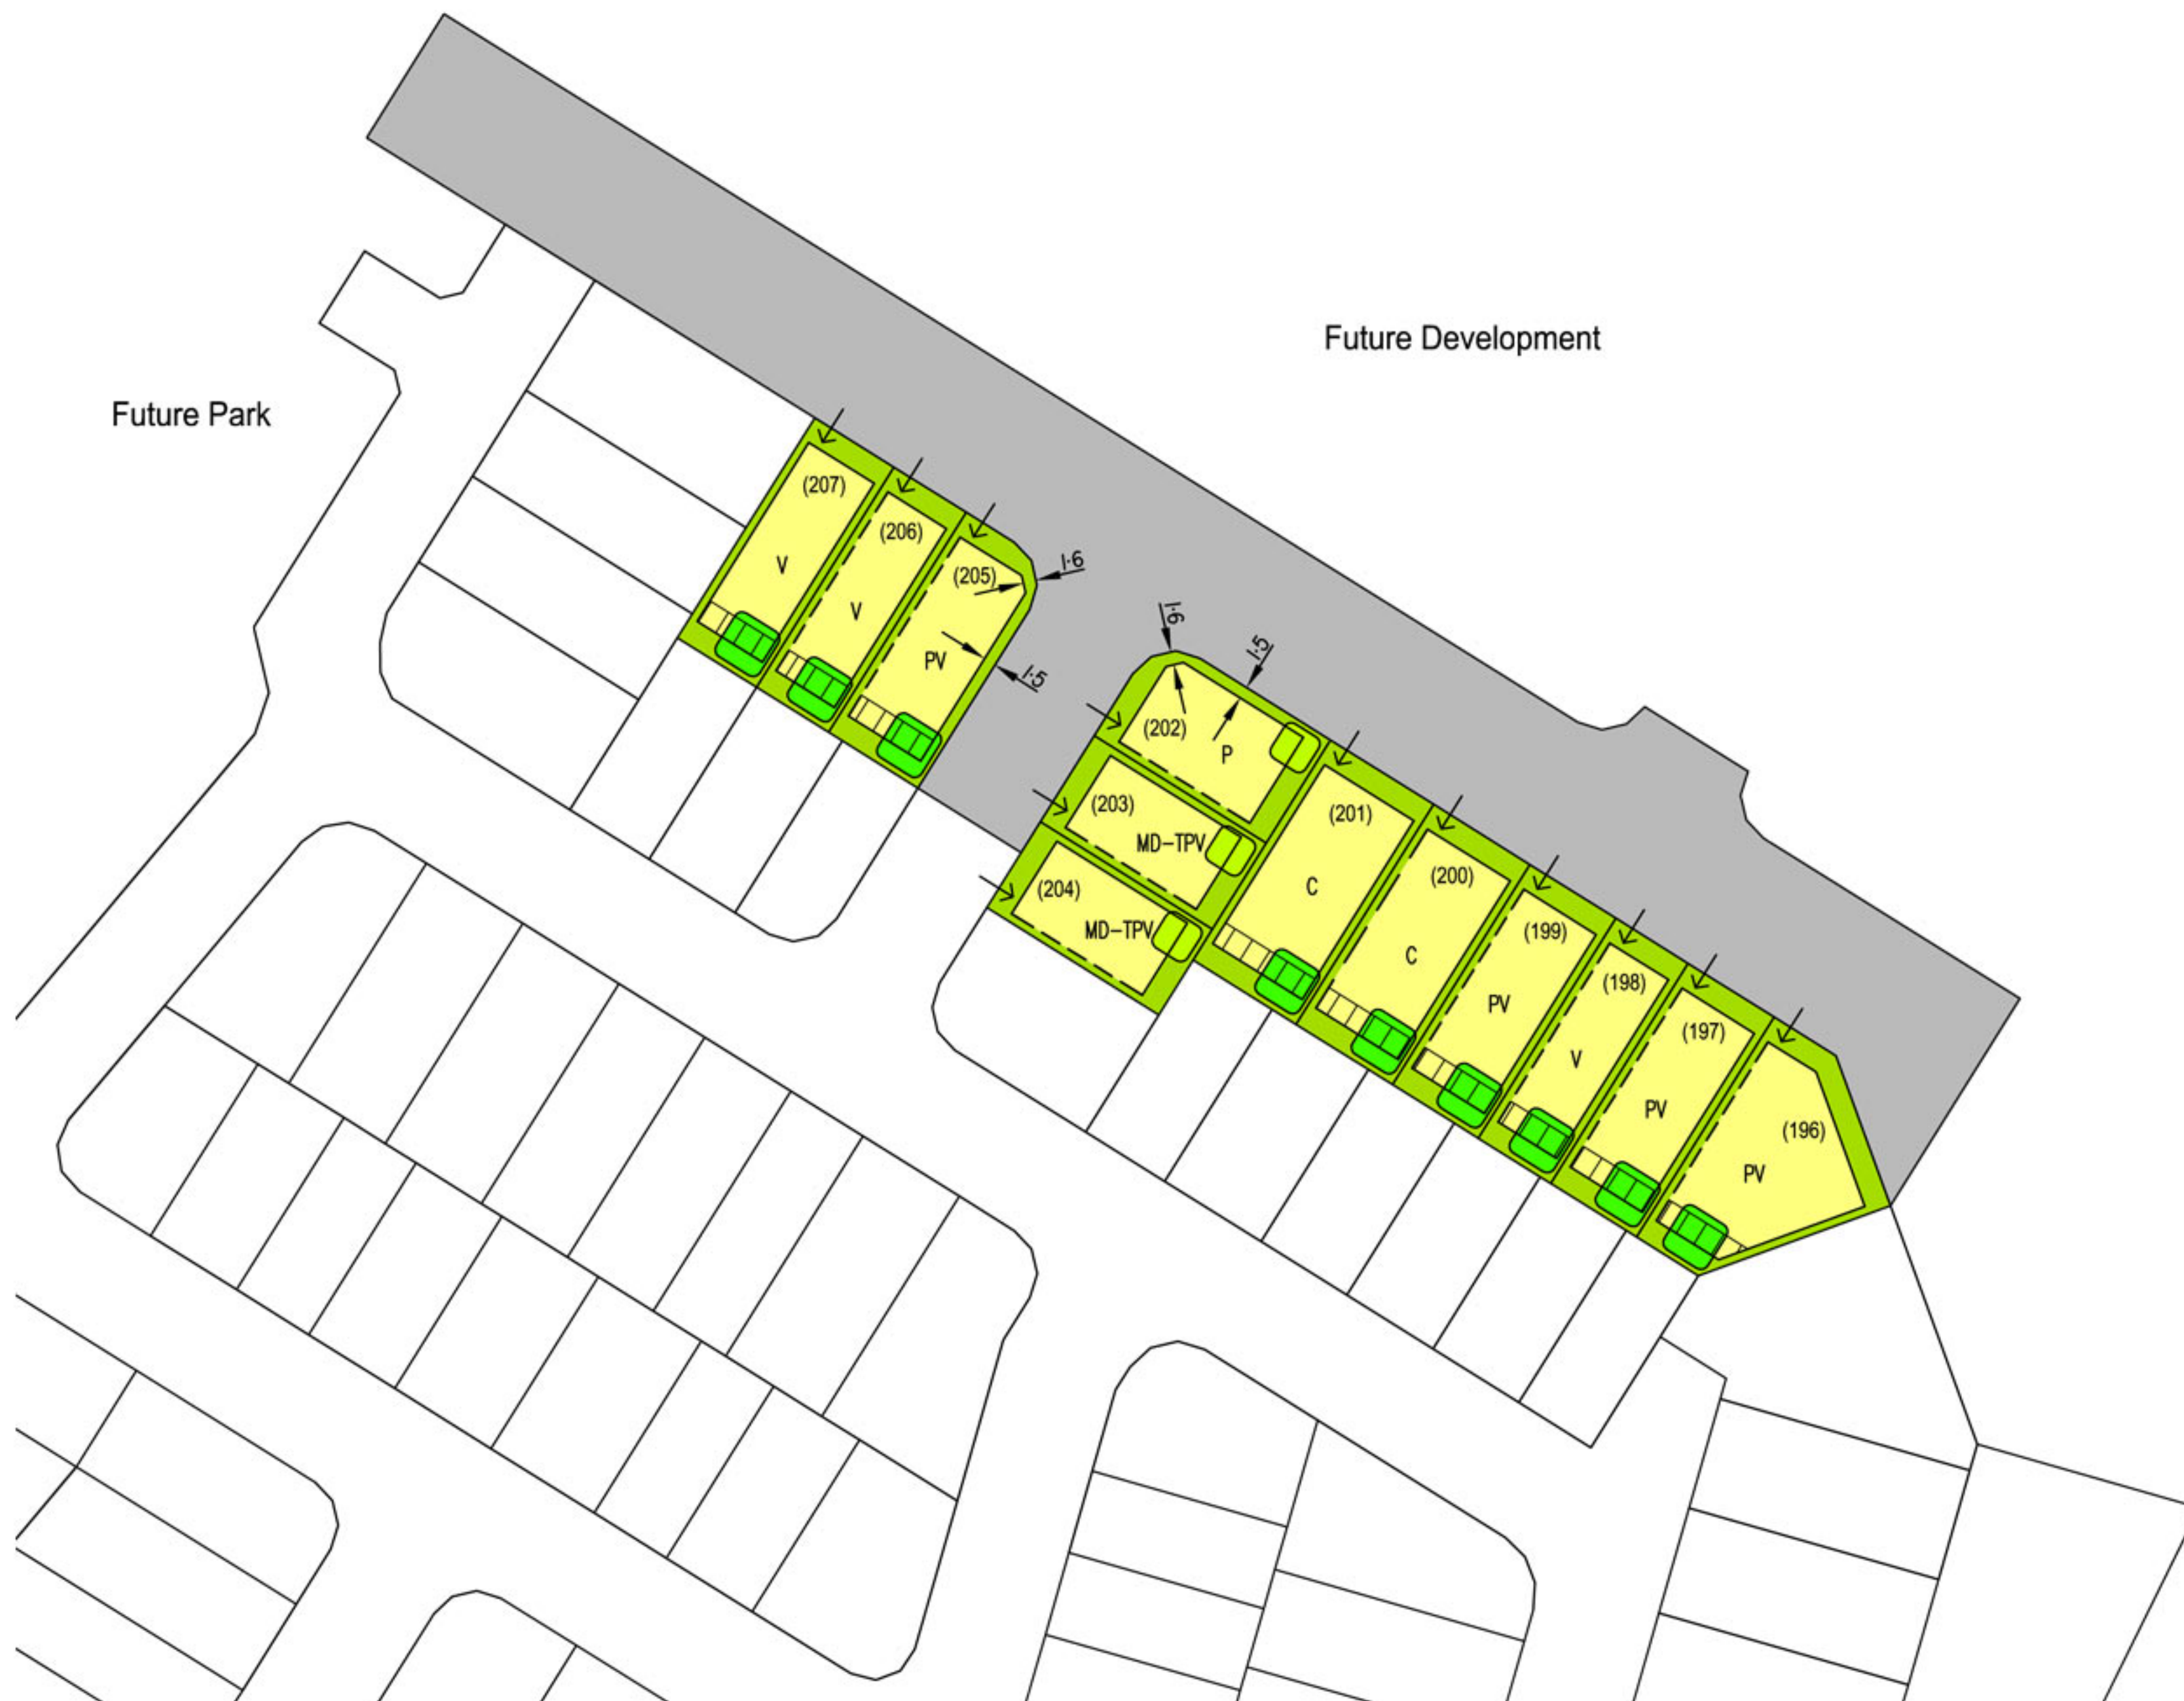 Future Development
Future Park
(207)
V
(206)
V
(205)
PV
1·6
1·5
1·6
1·5
(202)
P
(203)
MD-TPV
(204)
MD-TPV
(201)
C
(200)
C
(199)
PV
(198)
V
(197)
PV
(196)
PV